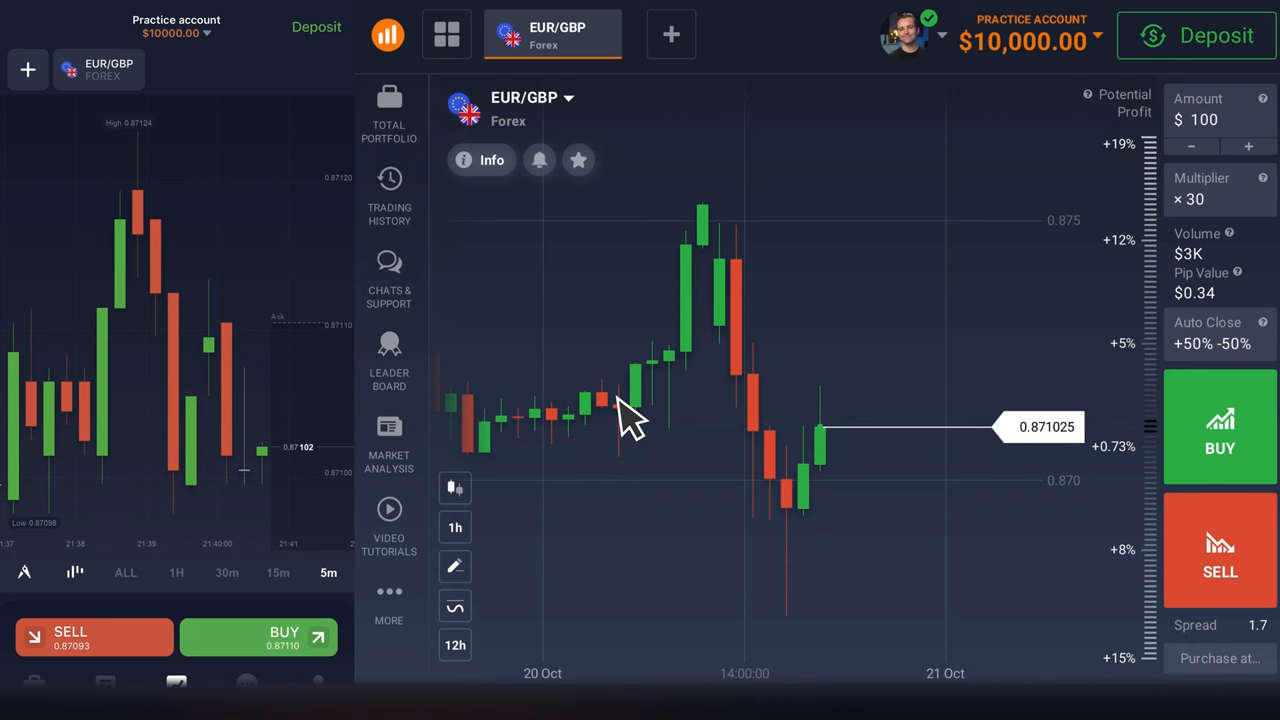 Practice account
$10000.00
Deposit
EUR/GBP
FOREX
High 0.87124
0.87120
Ask
0.87110
0.87102
0.87100
Low 0.87098
1:37
21:38
21:39
21:40:00
21:41
2
ALL
1H
30m
15m
5m
SELL
0.87093
BUY
0.87110
EUR/GBP
Forex
PRACTICE ACCOUNT
$10,000.00
Deposit
TOTAL
PORTFOLIO
TRADING
HISTORY
CHATS &
SUPPORT
LEADER
BOARD
MARKET
ANALYSIS
VIDEO
TUTORIALS
MORE
EUR/GBP
Forex
Info
1h
12h
0.875
0.871025
0.870
20 Oct
14:00:00
21 Oct
Potential
Profit
+19%
+12%
+5%
+0.73%
+8%
+15%
Amount
$ 100
-
+
Multiplier
× 30
Volume
$3K
Pip Value
$0.34
Auto Close
+50% -50%
BUY
SELL
Spread 1.7
Purchase at...